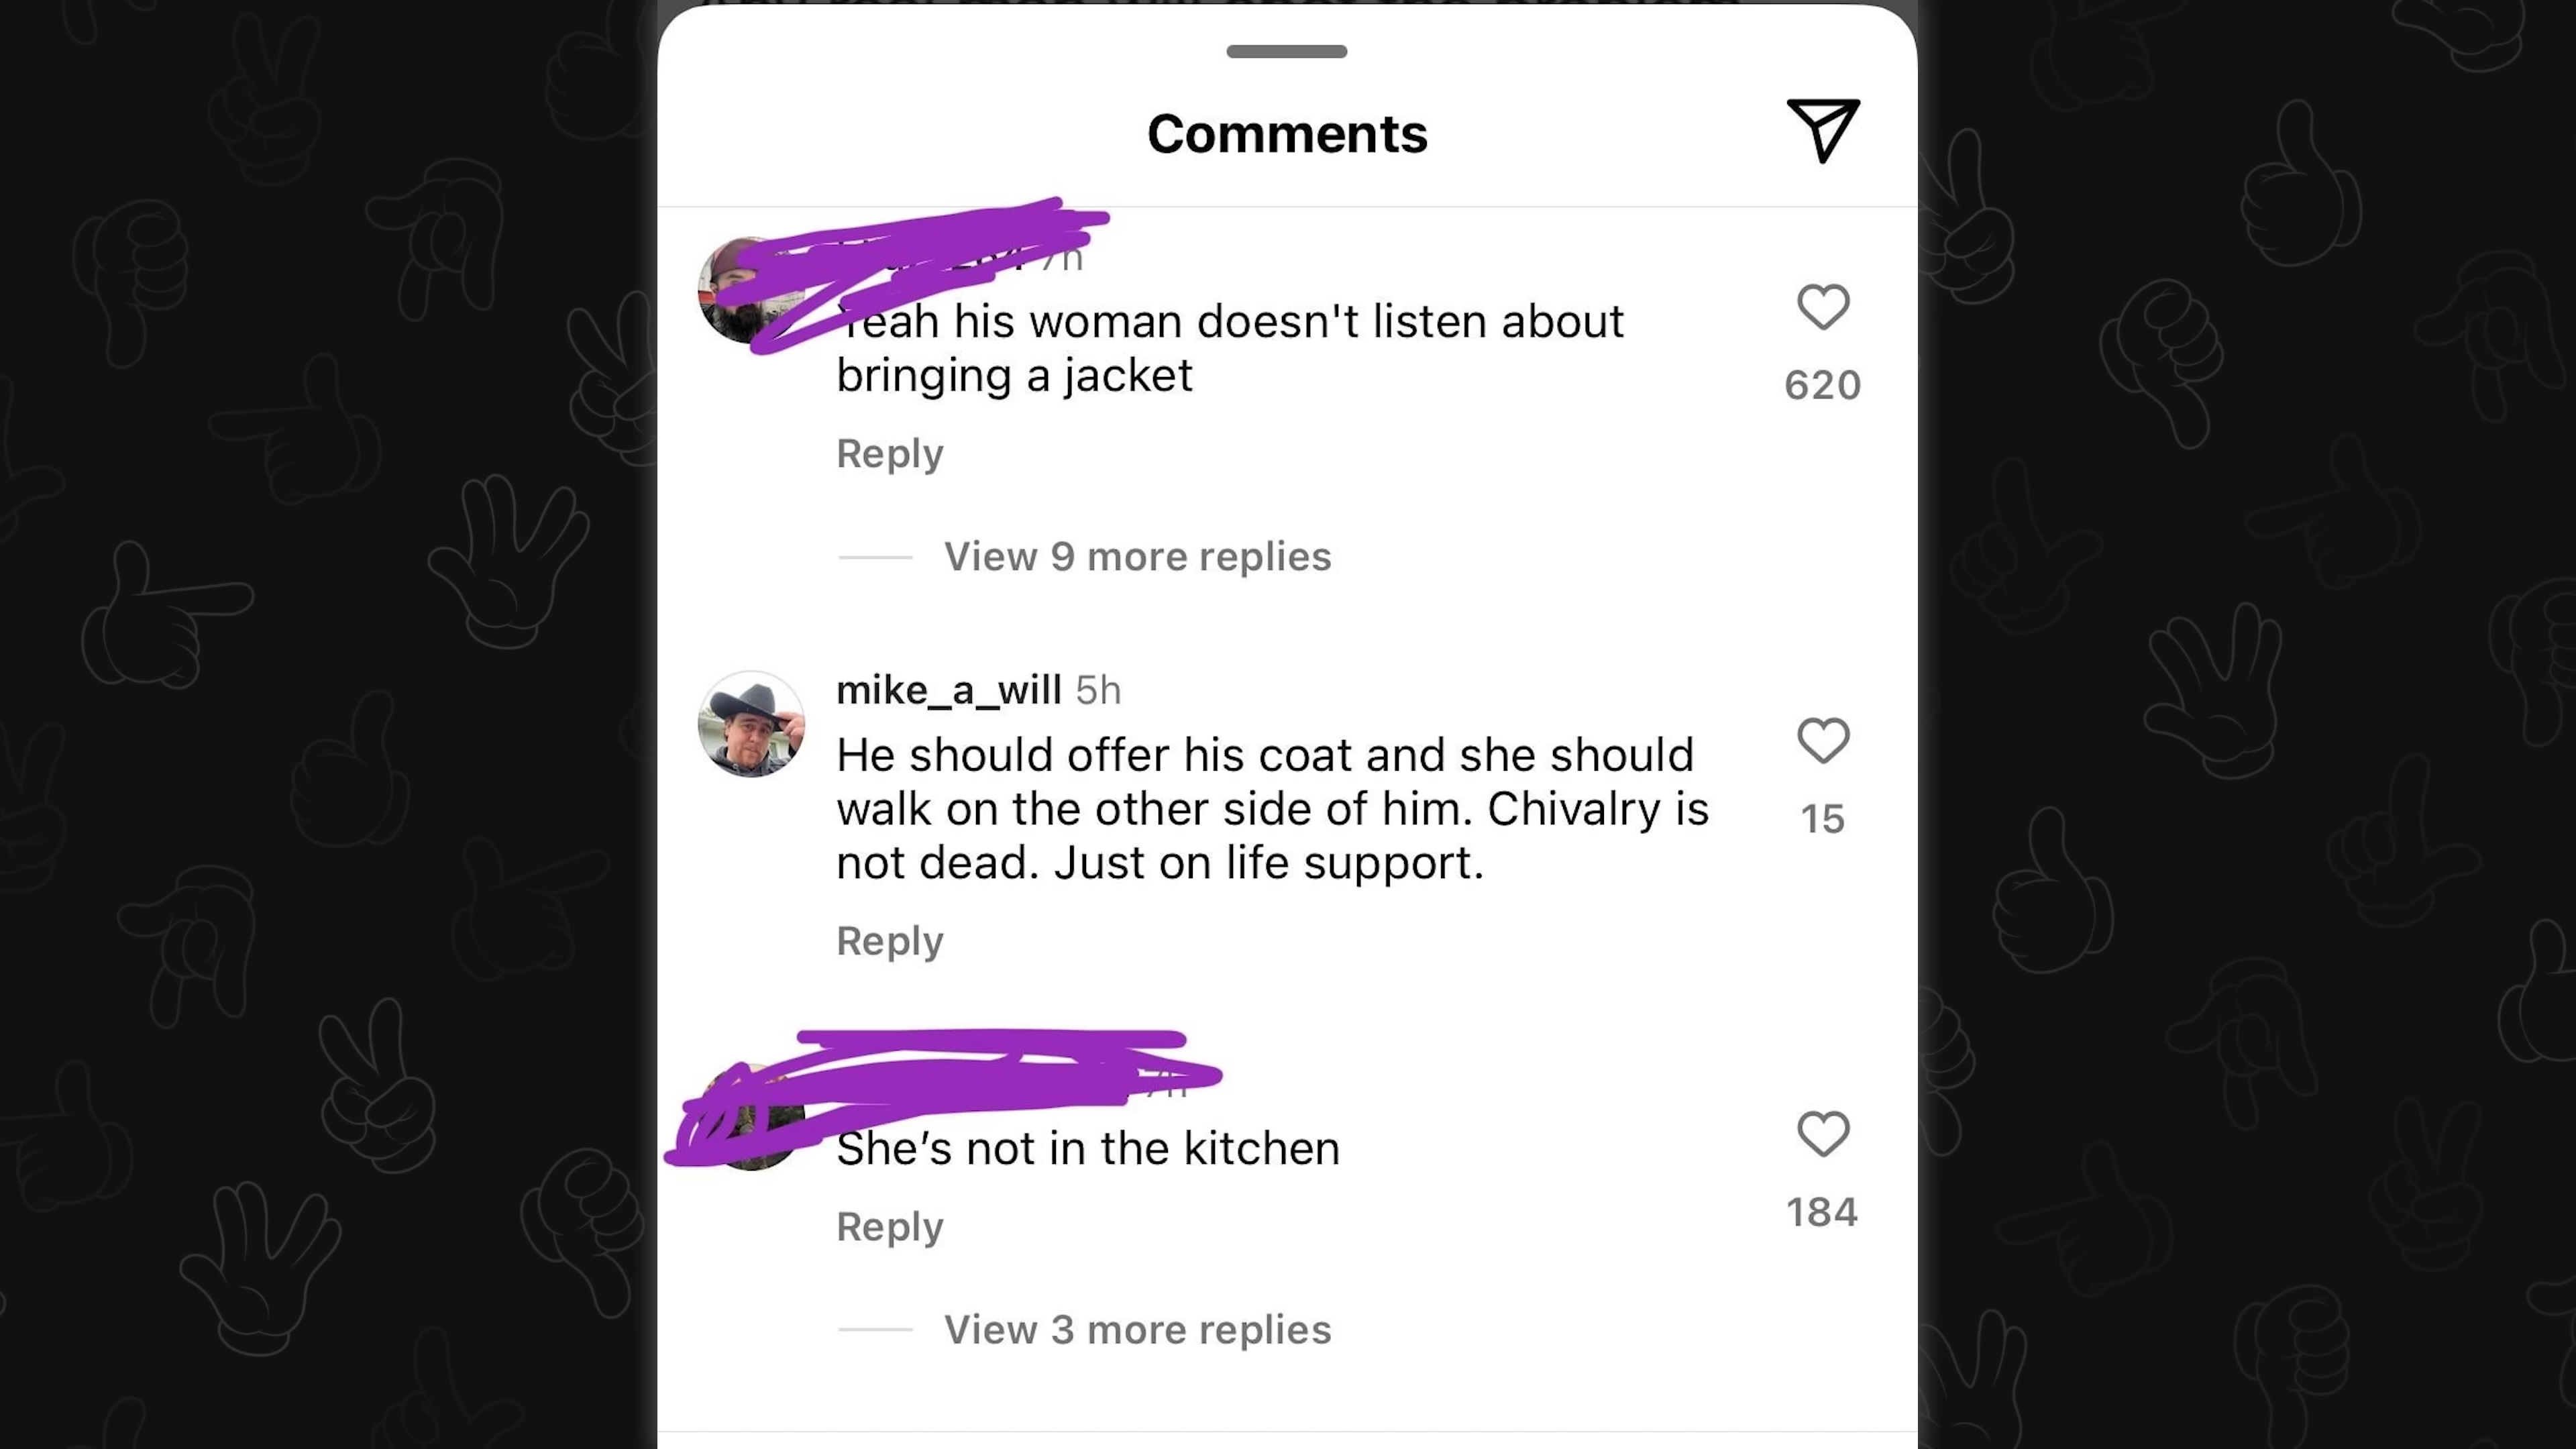 Comments
7h
Yeah his woman doesn't listen about
bringing a jacket
620
Reply
View 9 more replies
mike_a_will 5h
He should offer his coat and she should
walk on the other side of him. Chivalry is
not dead. Just on life support.
15
Reply
7h
She’s not in the kitchen
184
Reply
View 3 more replies